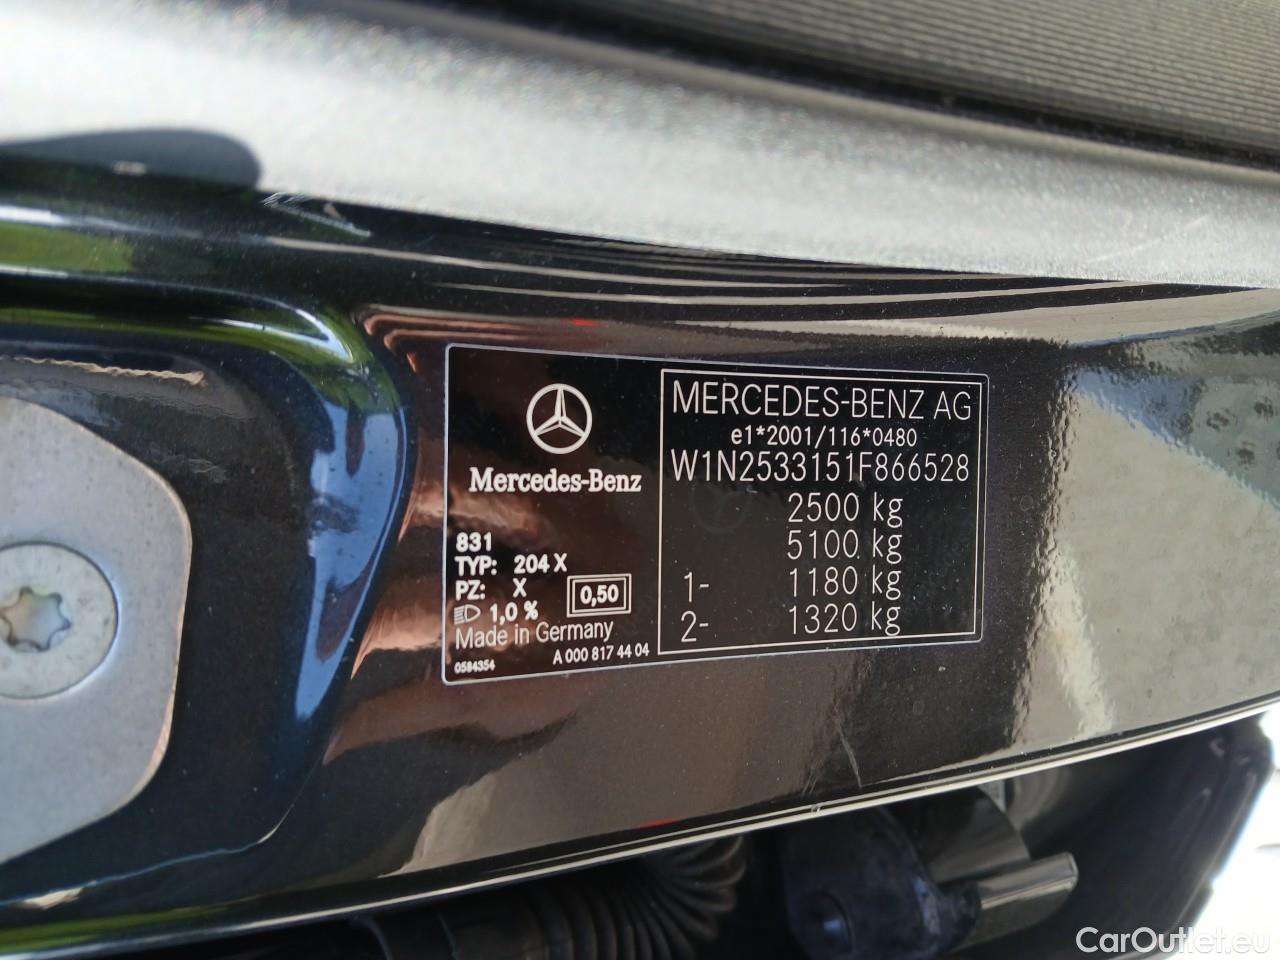 Mercedes-Benz
831
TYP: 204 X
PZ: X
1,0 %
0,50
Made in Germany
0584354
A 000 817 44 04
MERCEDES-BENZ AG
e1*2001/116*0480
W1N2533151F866528
2500 kg
5100 kg
1- 1180 kg
2- 1320 kg
CarOutlet.eu